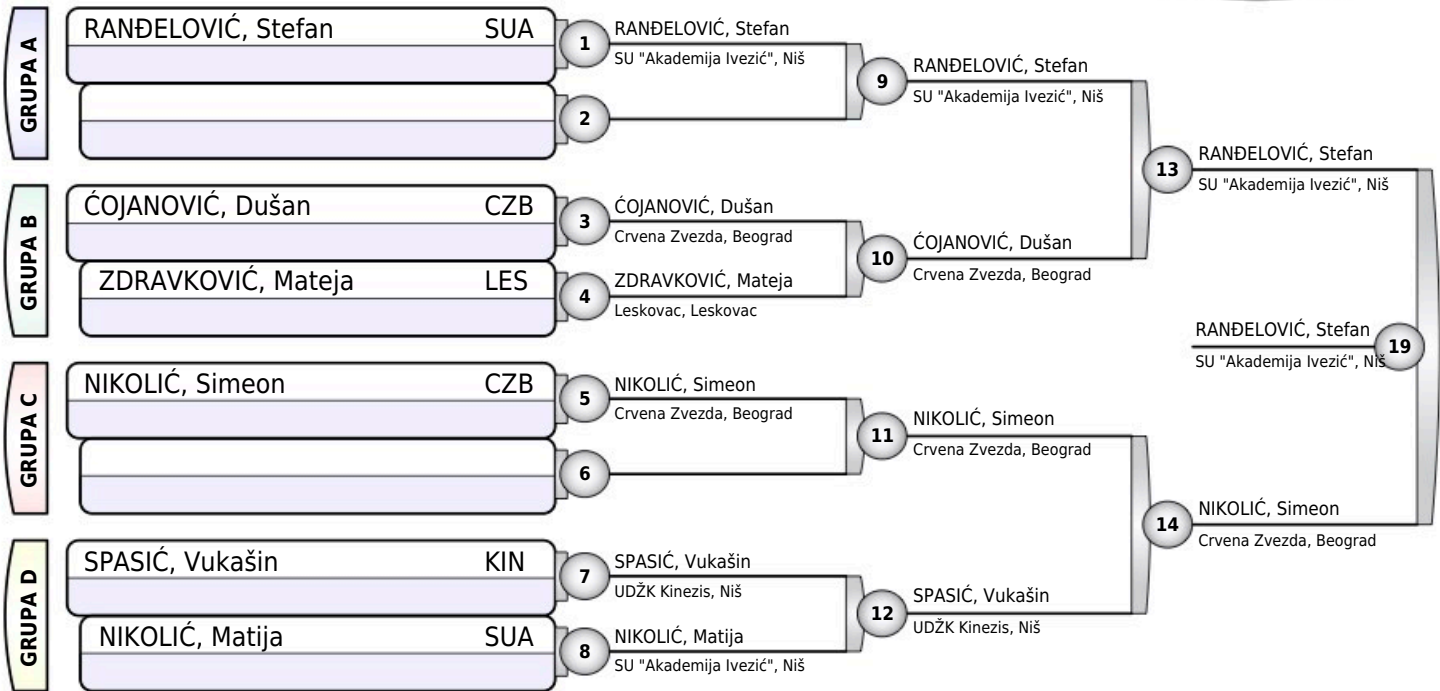 GRUPA A
RANĐELOVIĆ, Stefan SUA
1
RANĐELOVIĆ, Stefan
SU "Akademija Ivezić", Niš
2
9
RANĐELOVIĆ, Stefan
SU "Akademija Ivezić", Niš
GRUPA B
ĆOJANOVIĆ, Dušan CZB
3
ĆOJANOVIĆ, Dušan
Crvena Zvezda, Beograd
ZDRAVKOVIĆ, Mateja LES
4
ZDRAVKOVIĆ, Mateja
Leskovac, Leskovac
10
ĆOJANOVIĆ, Dušan
Crvena Zvezda, Beograd
13
RANĐELOVIĆ, Stefan
SU "Akademija Ivezić", Niš
GRUPA C
NIKOLIĆ, Simeon CZB
5
NIKOLIĆ, Simeon
Crvena Zvezda, Beograd
6
11
NIKOLIĆ, Simeon
Crvena Zvezda, Beograd
GRUPA D
SPASIĆ, Vukašin KIN
7
SPASIĆ, Vukašin
UDŽK Kinezis, Niš
NIKOLIĆ, Matija SUA
8
NIKOLIĆ, Matija
SU "Akademija Ivezić", Niš
12
SPASIĆ, Vukašin
UDŽK Kinezis, Niš
14
NIKOLIĆ, Simeon
Crvena Zvezda, Beograd
RANĐELOVIĆ, Stefan
SU "Akademija Ivezić", Niš
19